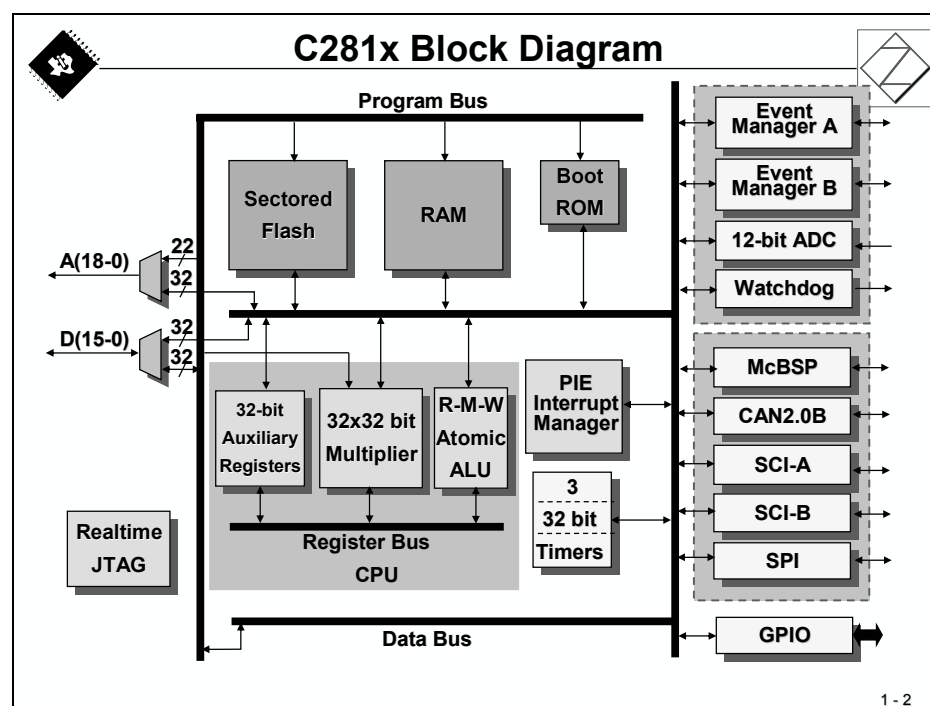 C281x Block Diagram
Program Bus
Event
Manager A
Event
Manager B
12-bit ADC
Watchdog
Sectored
Flash
RAM
Boot
ROM
A(18-0)
22
32
D(15-0)
32
32
32-bit
Auxiliary
Registers
32x32 bit
Multiplier
R-M-W
Atomic
ALU
PIE
Interrupt
Manager
3
32 bit
Timers
McBSP
CAN2.0B
SCI-A
SCI-B
SPI
Register Bus
CPU
Realtime
JTAG
Data Bus
GPIO
1 - 2